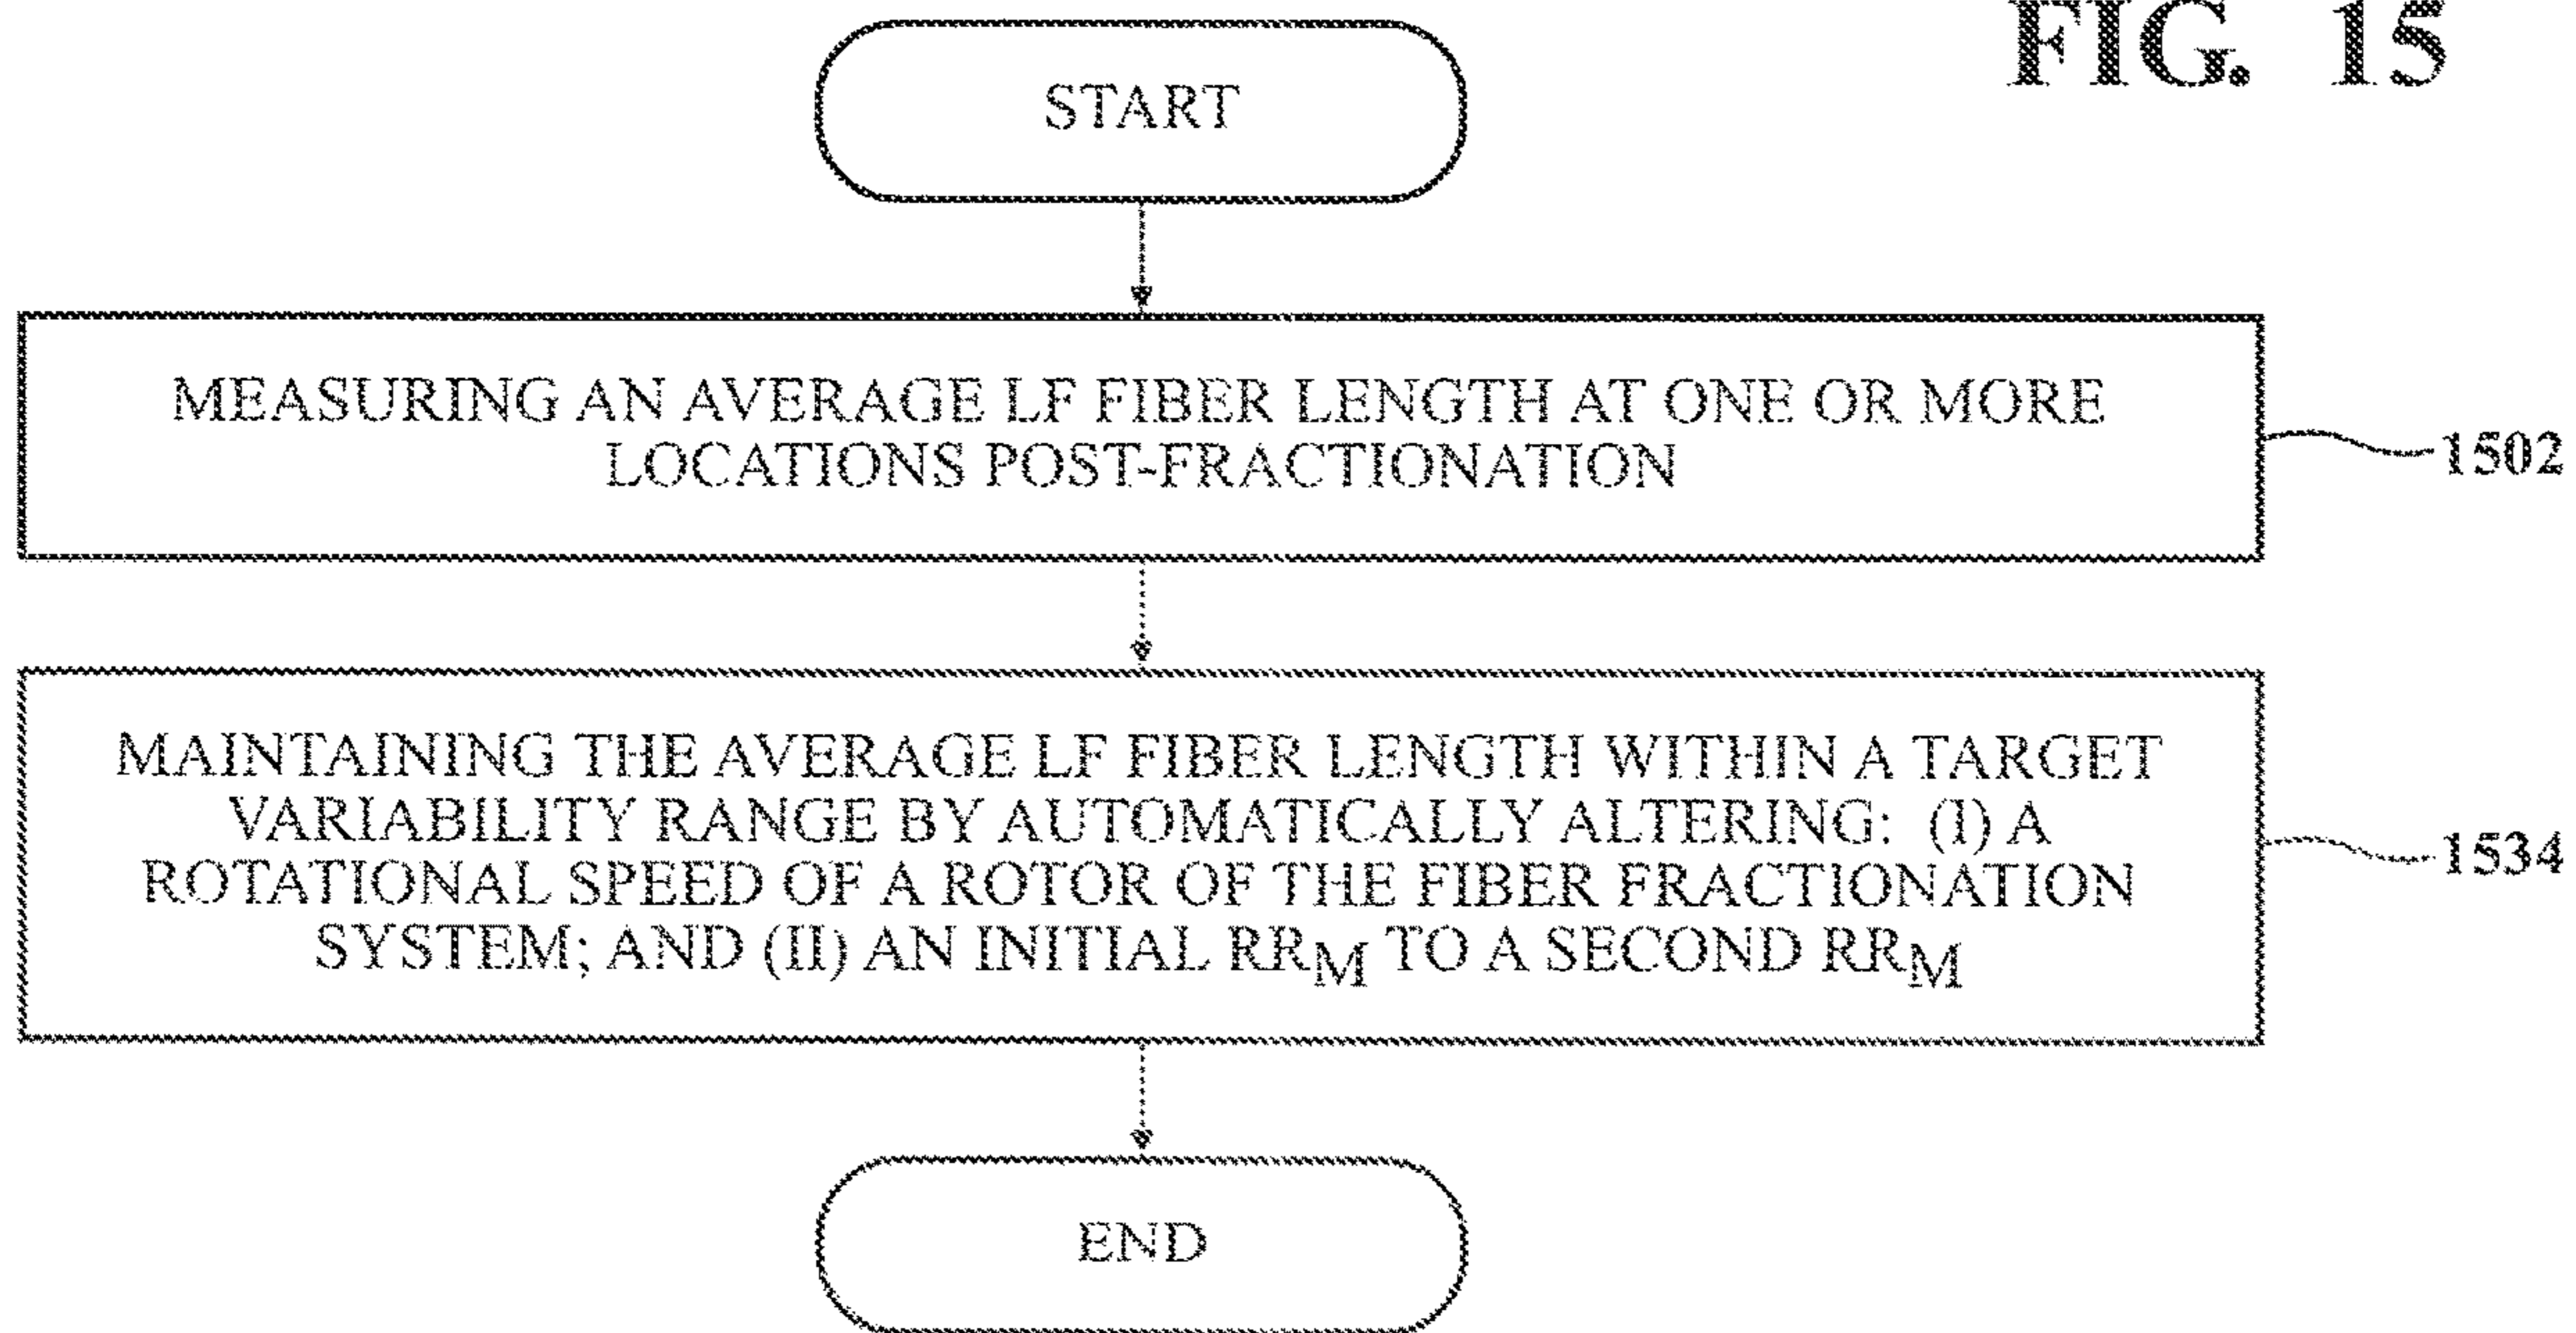 FIG. 15
START
MEASURING AN AVERAGE LF FIBER LENGTH AT ONE OR MORE
LOCATIONS POST-FRACTIONATION
1502
MAINTAINING THE AVERAGE LF FIBER LENGTH WITHIN A TARGET
VARIABILITY RANGE BY AUTOMATICALLY ALTERING: (I) A
ROTATIONAL SPEED OF A ROTOR OF THE FIBER FRACTIONATION
SYSTEM; AND (II) AN INITIAL RRM TO A SECOND RRM
1534
END